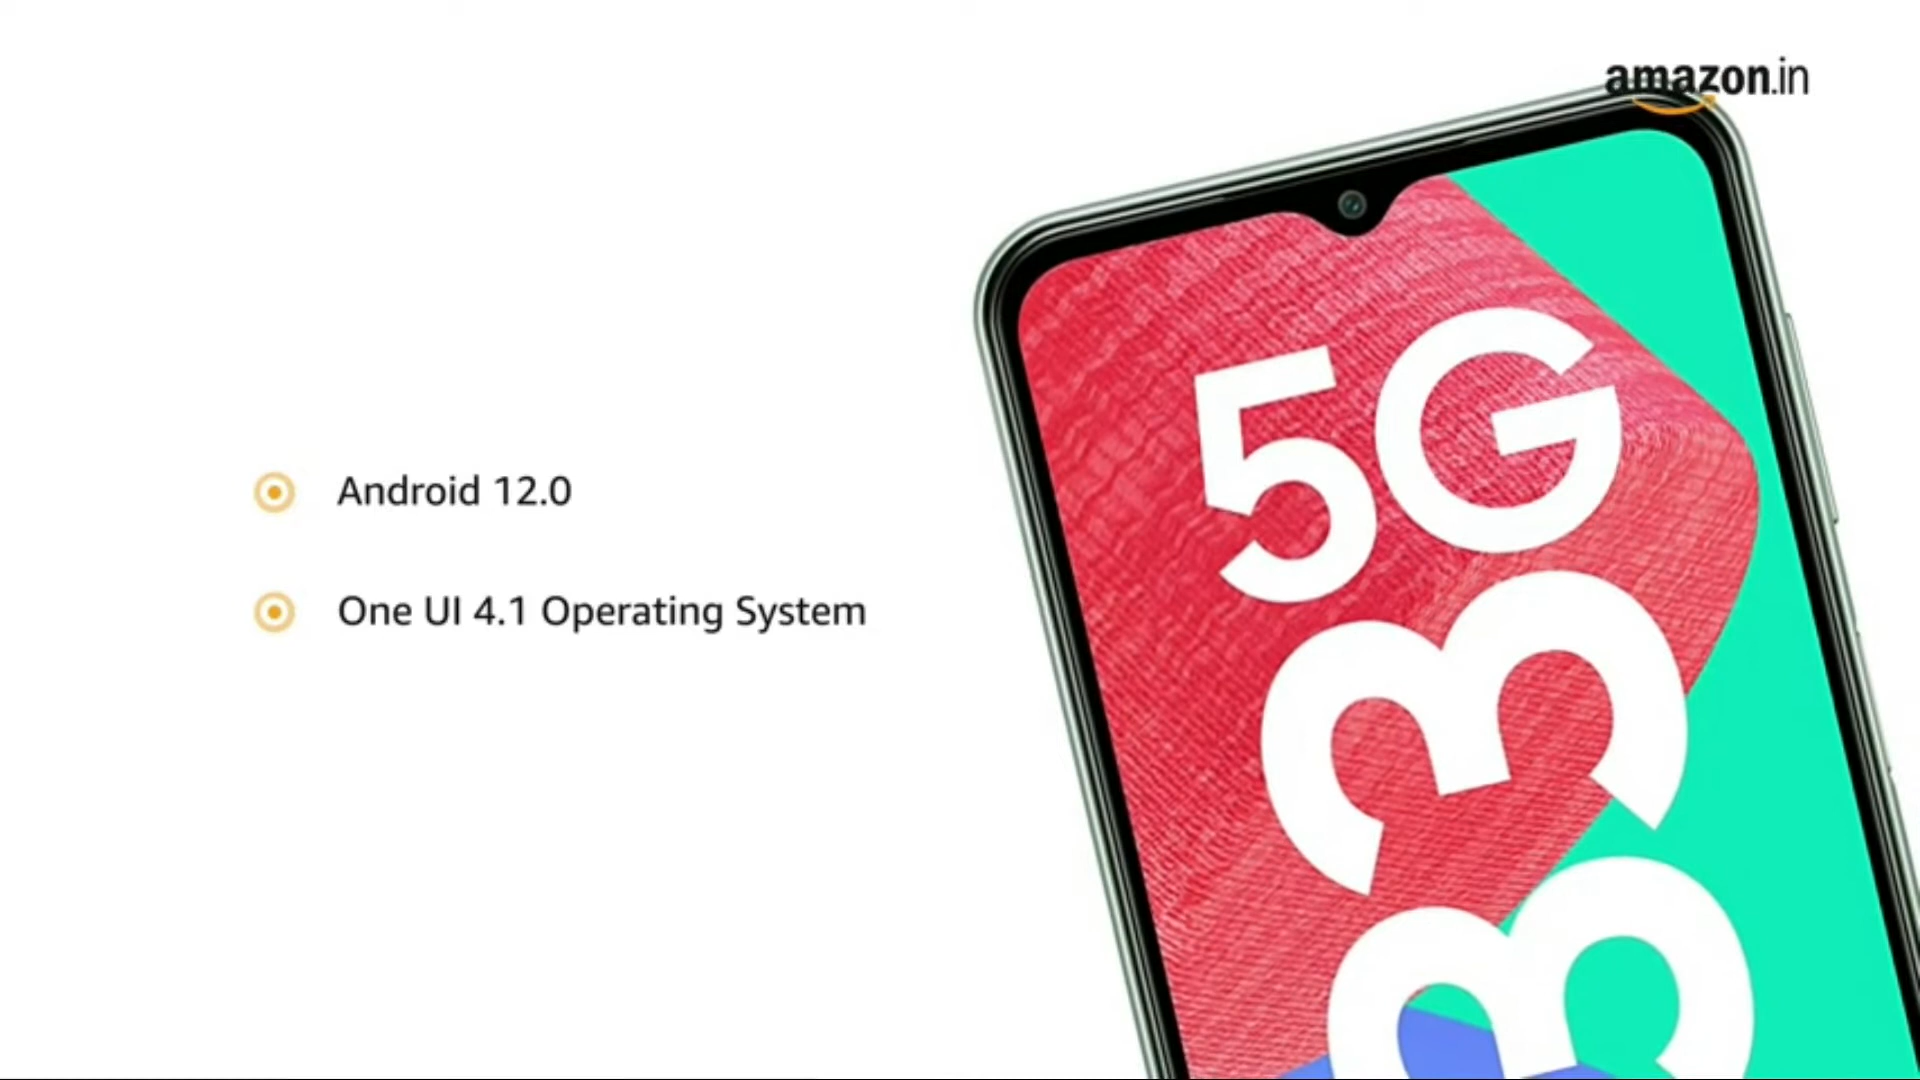 amazon.in
Android 12.0
One UI 4.1 Operating System
5G
33